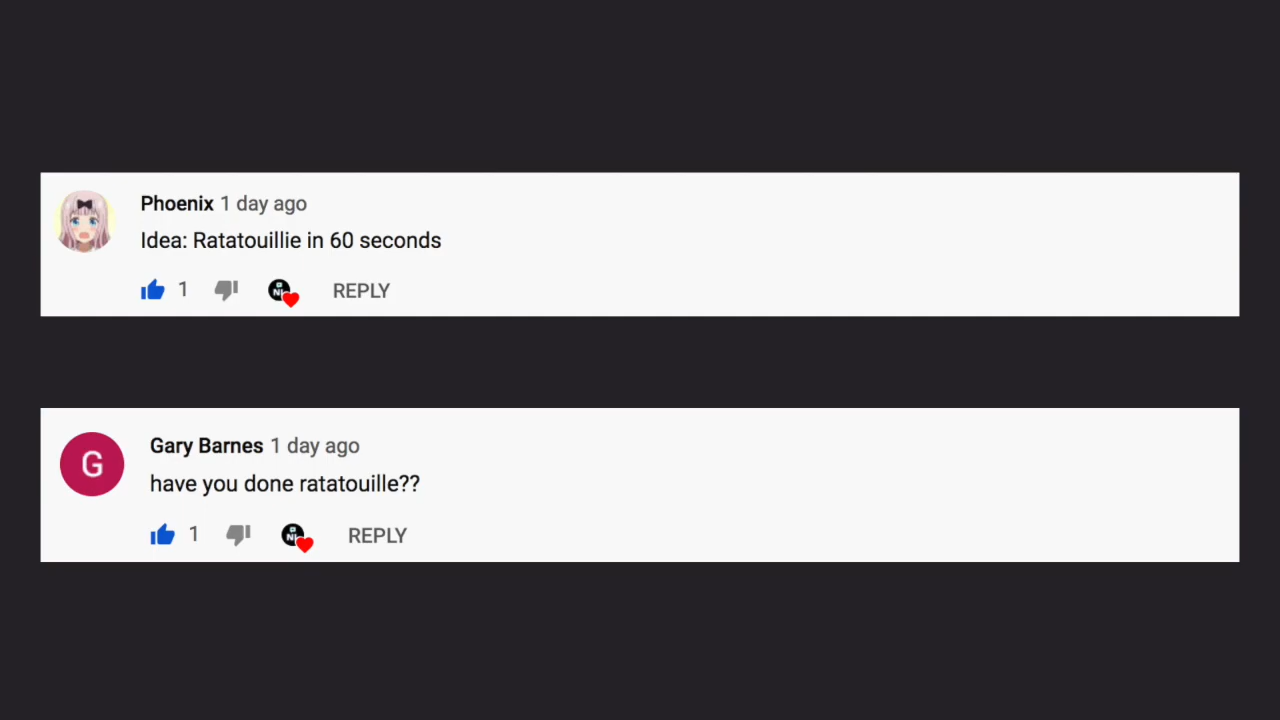 Phoenix 1 day ago
Idea: Ratatouillie in 60 seconds
1 REPLY
G
Gary Barnes 1 day ago
have you done ratatouille??
1 REPLY